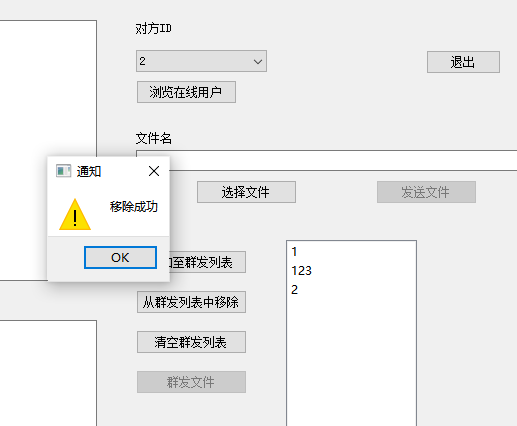 对方ID
2
退出
浏览在线用户
文件名
通知
移除成功
OK
选择文件
发送文件
至群发列表
从群发列表中移除
清空群发列表
群发文件
1
123
2